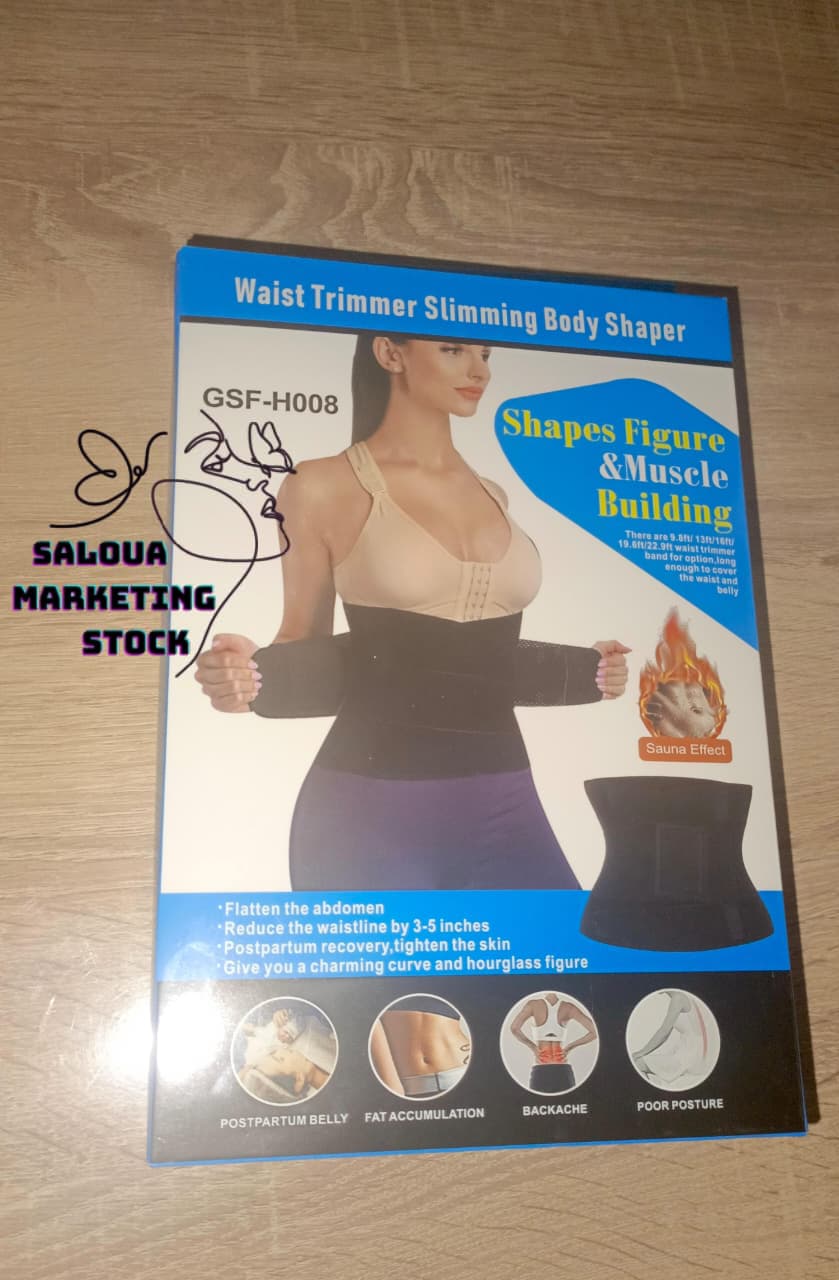 Waist Trimmer Slimming Body Shaper
GSF-H008
Shapes Figure
&Muscle
Building
There are 9.8ft/ 13ft/16ft/
19.6ft/22.9ft waist trimmer
band for option,long
enough to cover
the waist and
belly
SALOUA
MARKETING
STOCK
Sauna Effect
·Flatten the abdomen
·Reduce the waistline by 3-5 inches
·Postpartum recovery,tighten the skin
·Give you a charming curve and hourglass figure
POSTPARTUM BELLY
FAT ACCUMULATION
BACKACHE
POOR POSTURE